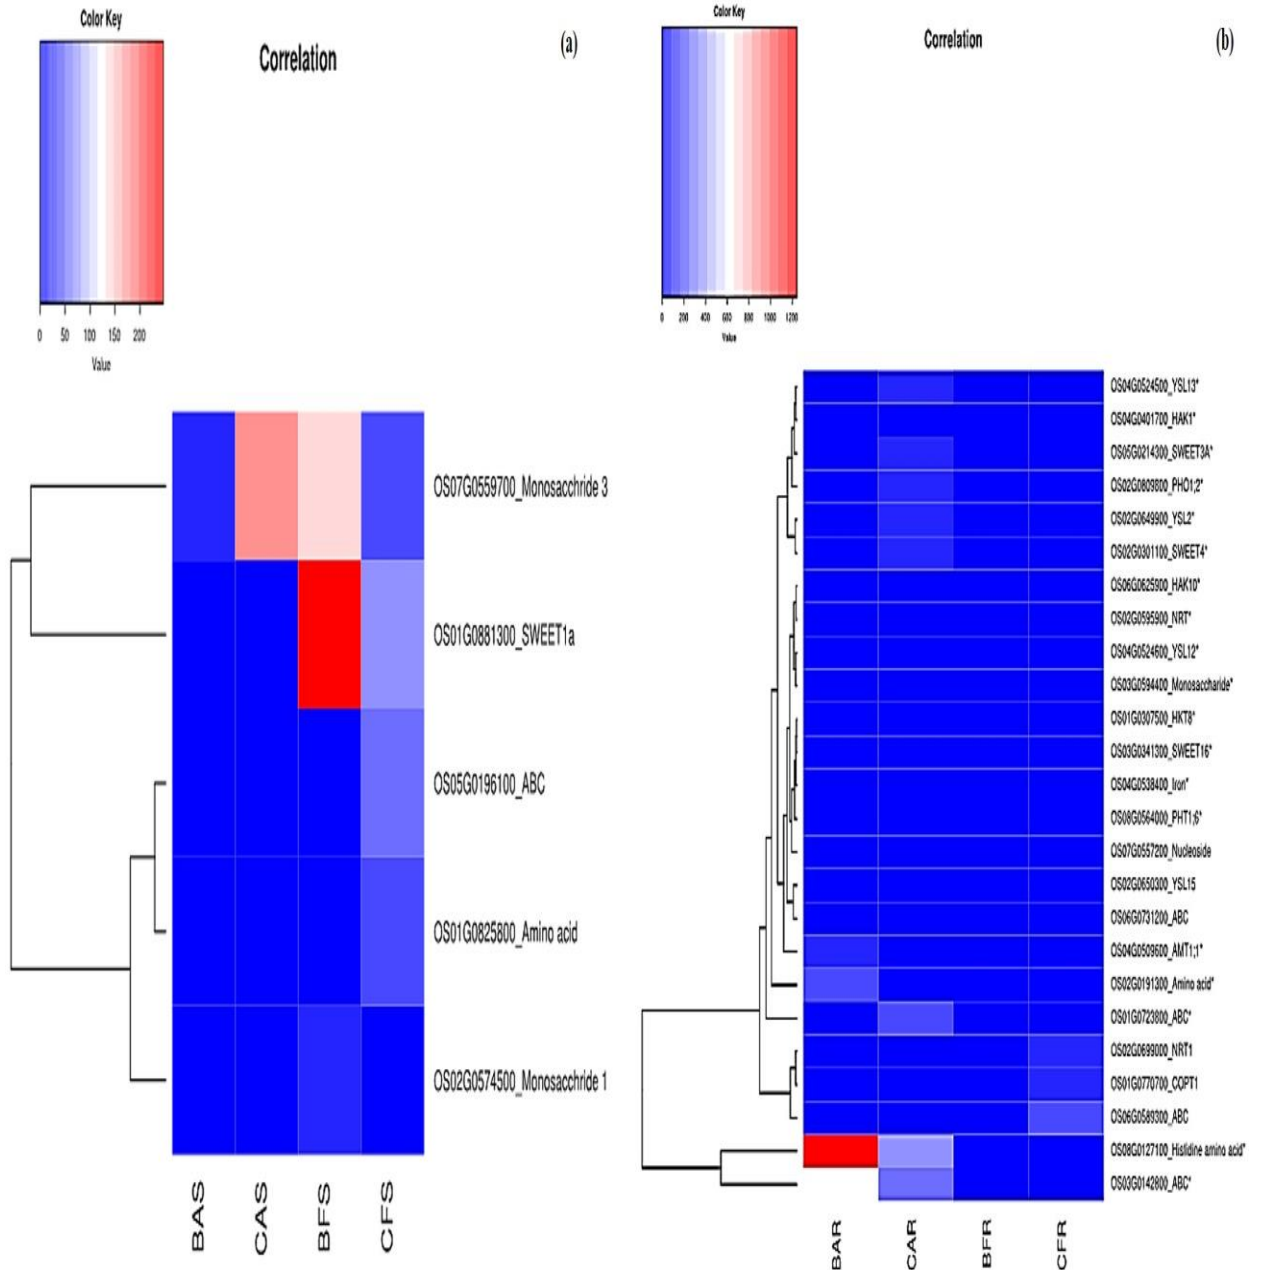 Color Key
Correlation
(a)
0 50 100 150 200
Value
OS07G0559700_Monosacchride 3
OS01G0881300_SWEET1a
OS05G0196100_ABC
OS01G0825800_Amino acid
OS02G0574500_Monosacchride 1
BAS CAS BFS CFS
Color Key
Correlation
(b)
0 200 400 600 800 1000 1200
Value
OS04G0524500_YSL13*
OS04G0401700_HAK1*
OS05G0214300_SWEET3A*
OS02G0809800_PHO1;2*
OS02G0649900_YSL2*
OS02G0301100_SWEET4*
OS06G0625900_HAK10*
OS02G0595900_NRT*
OS04G0524600_YSL12*
OS03G0594400_Monosaccharide*
OS01G0307500_HKT8*
OS03G0341300_SWEET16*
OS04G0538400_Iron*
OS08G0564000_PHT1;6*
OS07G0557200_Nucleoside
OS02G0650300_YSL15
OS06G0731200_ABC
OS04G0509600_AMT1;1*
OS02G0191300_Amino acid*
OS01G0723800_ABC*
OS02G0699000_NRT1
OS01G0770700_COPT1
OS06G0589300_ABC
OS08G0127100_Histidine amino acid*
OS03G0142800_ABC*
BAR CAR BFR CFR